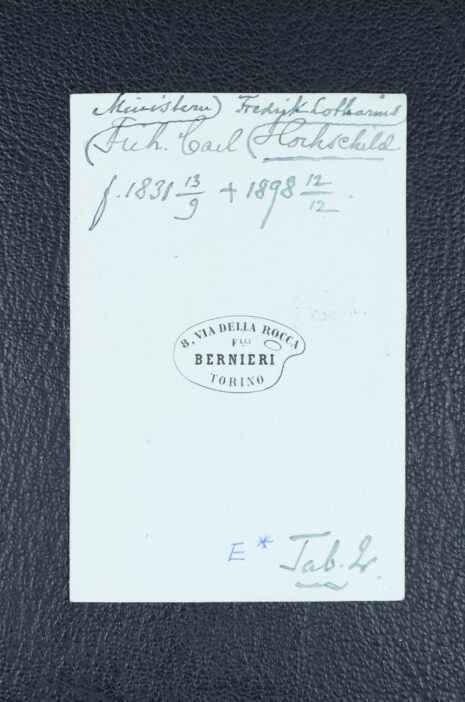 Ministern) Fredrik Lotharius
(Frih. Carl (Hochschild
f. 1831 13/9 + 1898 12/12.
8, VIA DELLA ROCCA
FLLI
BERNIERI
TORINO
E * Tab. 2.